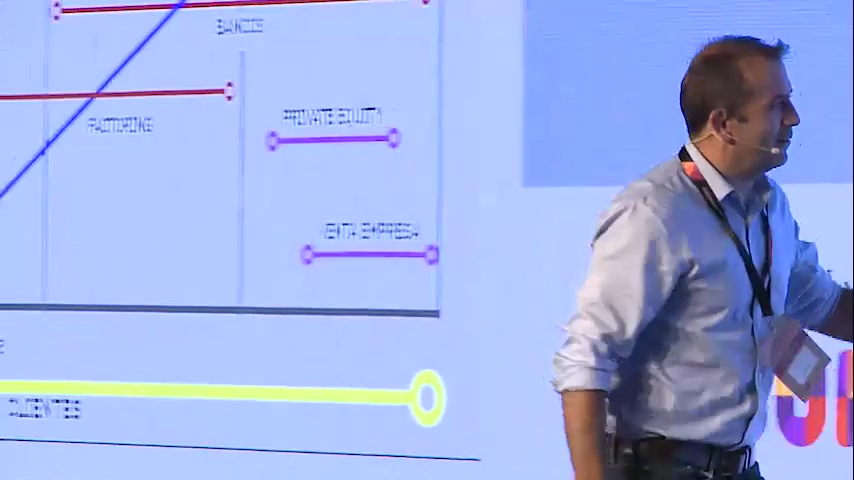 BANCOS
FACTORING
PRIVATE EQUITY
VENTA EMPRESA
CLIENTES